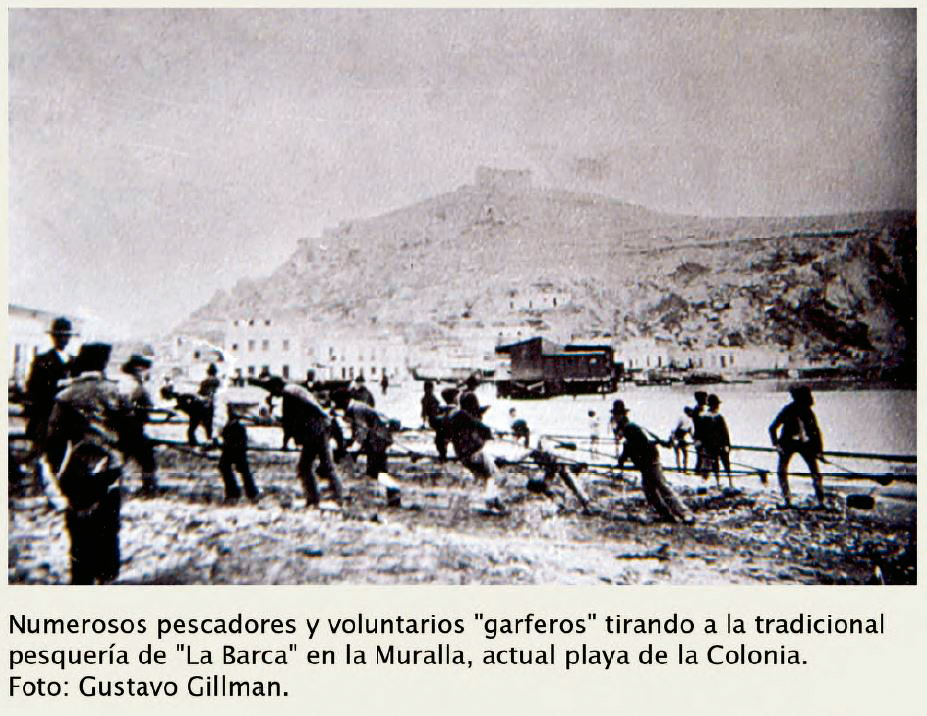 Numerosos pescadores y voluntarios "garferos" tirando a la tradicional
pesquería de "La Barca" en la Muralla, actual playa de la Colonia.
Foto: Gustavo Gillman.